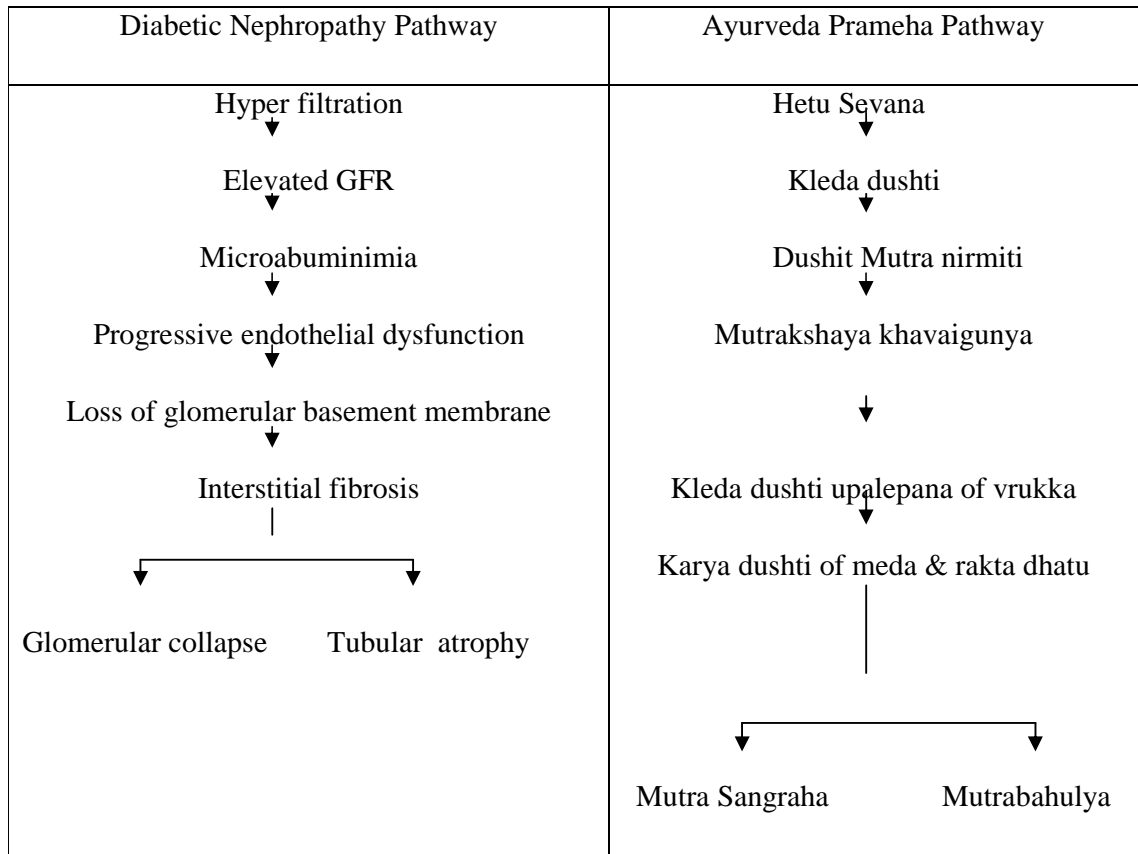 Diabetic Nephropathy Pathway
Ayurveda Prameha Pathway
Hyper filtration
Elevated GFR
Microabuminimia
Progressive endothelial dysfunction
Loss of glomerular basement membrane
Interstitial fibrosis
Glomerular collapse
Tubular atrophy
Hetu Sevana
Kleda dushti
Dushit Mutra nirmiti
Mutrakshaya khavaigunya
Kleda dushti upalepana of vrukka
Karya dushti of meda & rakta dhatu
Mutra Sangraha
Mutrabahulya